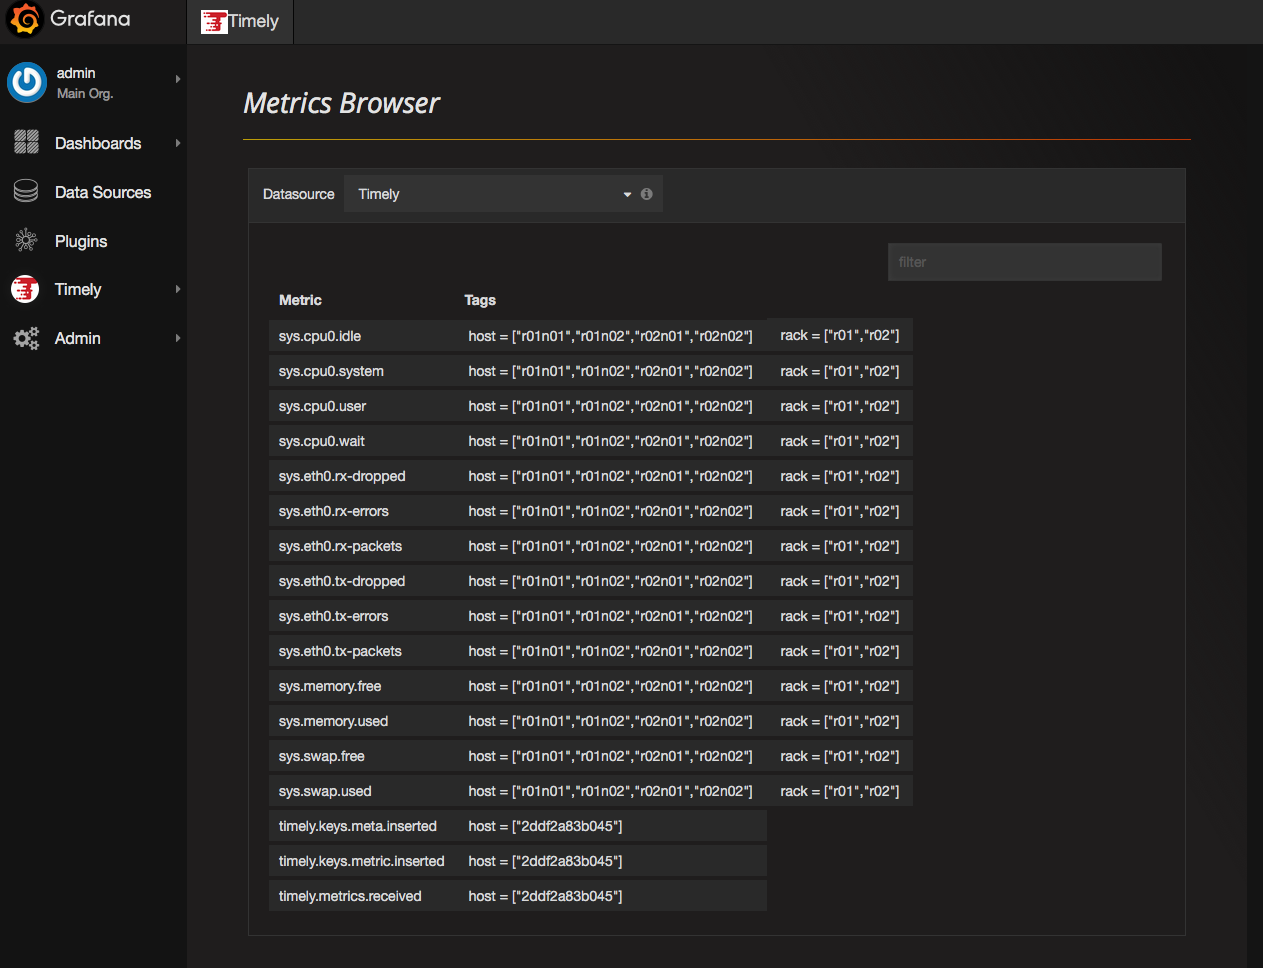 Grafana
Timely
admin
Main Org.
Dashboards
Data Sources
Plugins
Timely
Admin
Metrics Browser
Datasource Timely
filter
Metric Tags
sys.cpu0.idle host = ["r01n01","r01n02","r02n01","r02n02"] rack = ["r01","r02"]
sys.cpu0.system host = ["r01n01","r01n02","r02n01","r02n02"] rack = ["r01","r02"]
sys.cpu0.user host = ["r01n01","r01n02","r02n01","r02n02"] rack = ["r01","r02"]
sys.cpu0.wait host = ["r01n01","r01n02","r02n01","r02n02"] rack = ["r01","r02"]
sys.eth0.rx-dropped host = ["r01n01","r01n02","r02n01","r02n02"] rack = ["r01","r02"]
sys.eth0.rx-errors host = ["r01n01","r01n02","r02n01","r02n02"] rack = ["r01","r02"]
sys.eth0.rx-packets host = ["r01n01","r01n02","r02n01","r02n02"] rack = ["r01","r02"]
sys.eth0.tx-dropped host = ["r01n01","r01n02","r02n01","r02n02"] rack = ["r01","r02"]
sys.eth0.tx-errors host = ["r01n01","r01n02","r02n01","r02n02"] rack = ["r01","r02"]
sys.eth0.tx-packets host = ["r01n01","r01n02","r02n01","r02n02"] rack = ["r01","r02"]
sys.memory.free host = ["r01n01","r01n02","r02n01","r02n02"] rack = ["r01","r02"]
sys.memory.used host = ["r01n01","r01n02","r02n01","r02n02"] rack = ["r01","r02"]
sys.swap.free host = ["r01n01","r01n02","r02n01","r02n02"] rack = ["r01","r02"]
sys.swap.used host = ["r01n01","r01n02","r02n01","r02n02"] rack = ["r01","r02"]
timely.keys.meta.inserted host = ["2ddf2a83b045"]
timely.keys.metric.inserted host = ["2ddf2a83b045"]
timely.metrics.received host = ["2ddf2a83b045"]